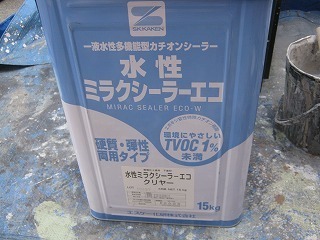 SK KAKEN
一液水性多機能型カチオンシーラー
水性
ミラクシーラーエコ
MIRAC SEALER ECO-W
硬質・弾性
両用タイプ
環境にやさしい
TVOC 1%
未満
水性ミラクシーラーエコ
クリヤー
15kg